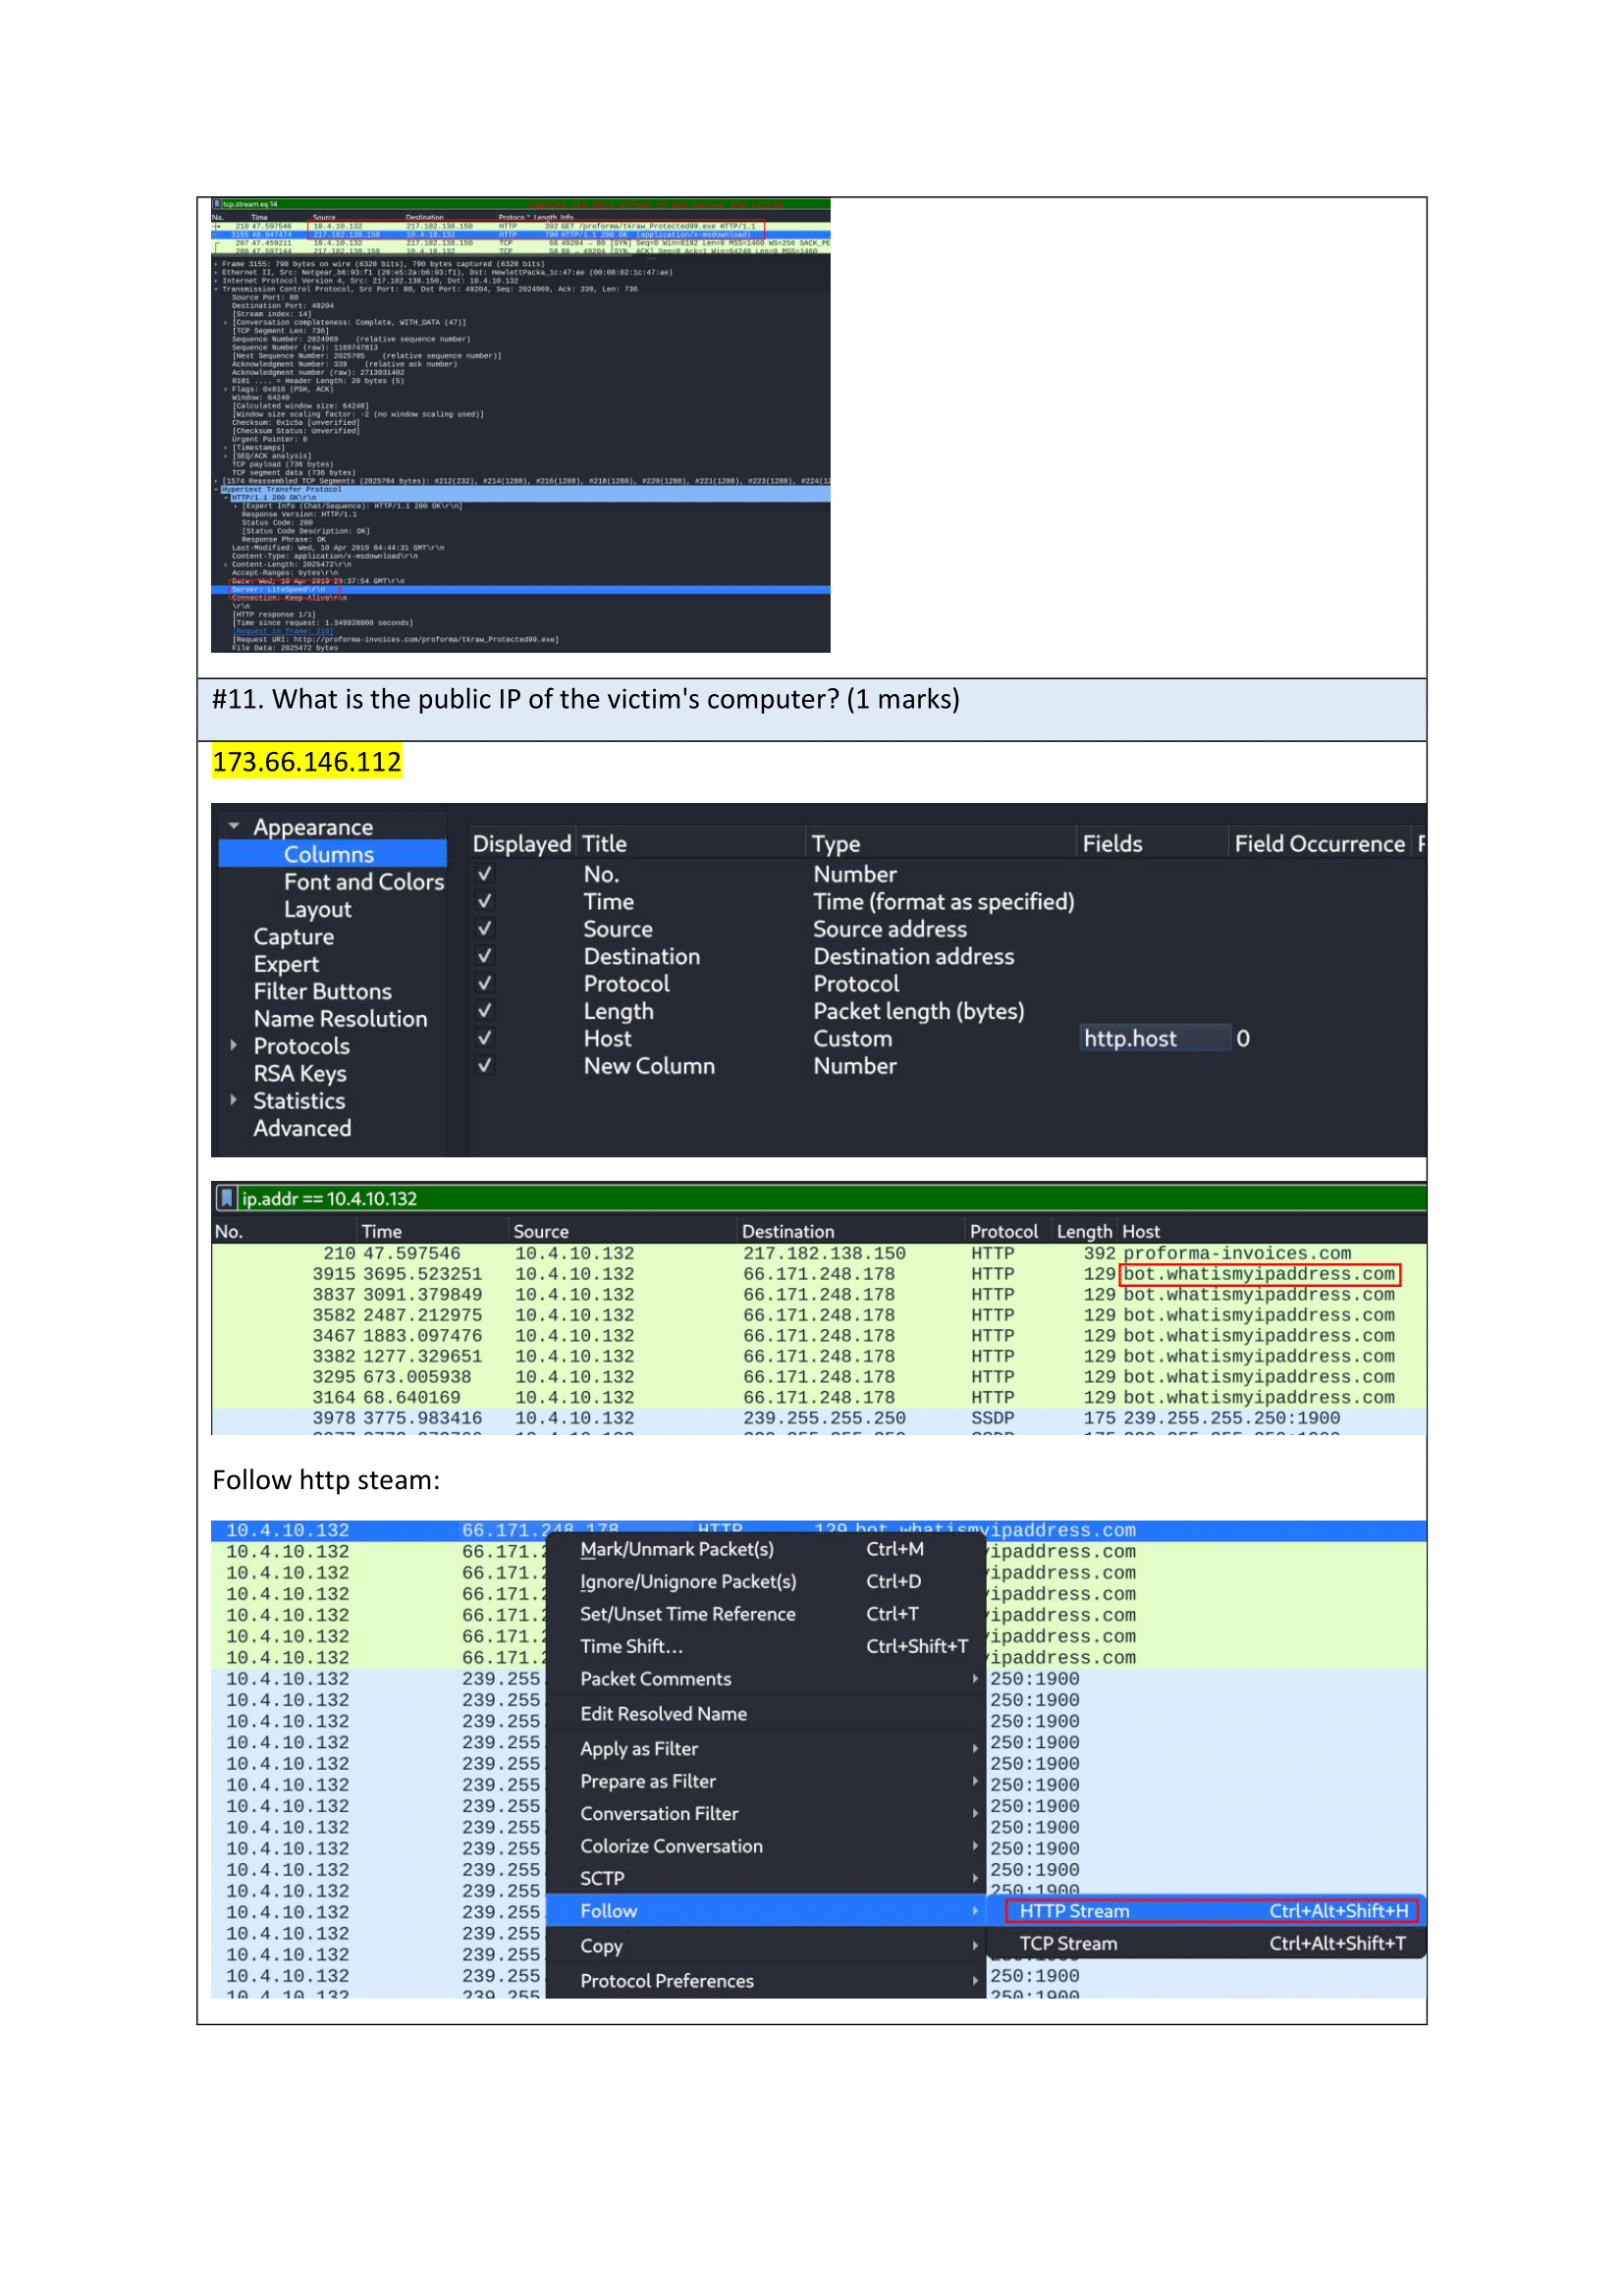 tcp.stream eq 14
capture the http stream of web server and victim
No. Time Source Destination Protoco Length Info
210 47.597546 10.4.10.132 217.182.138.150 HTTP 392 GET /proforma/tkraw_Protected99.exe HTTP/1.1
3155 48.947474 217.182.138.150 10.4.10.132 HTTP 790 HTTP/1.1 200 OK (application/x-msdownload)
207 47.459211 10.4.10.132 217.182.138.150 TCP 66 49204 → 80 [SYN] Seq=0 Win=8192 Len=0 MSS=1460 WS=256 SACK_PE
208 47.597144 217.182.138.150 10.4.10.132 TCP 58 80 → 49204 [SYN, ACK] Seq=0 Ack=1 Win=64240 Len=0 MSS=1460
Frame 3155: 790 bytes on wire (6320 bits), 790 bytes captured (6320 bits)
Ethernet II, Src: Netgear_b6:93:f1 (20:e5:2a:b6:93:f1), Dst: HewlettPacka_1c:47:ae (00:08:02:1c:47:ae)
Internet Protocol Version 4, Src: 217.182.138.150, Dst: 10.4.10.132
Transmission Control Protocol, Src Port: 80, Dst Port: 49204, Seq: 2024969, Ack: 339, Len: 736
Source Port: 80
Destination Port: 49204
[Stream index: 14]
[Conversation completeness: Complete, WITH_DATA (47)]
[TCP Segment Len: 736]
Sequence Number: 2024969 (relative sequence number)
Sequence Number (raw): 1169747813
[Next Sequence Number: 2025705 (relative sequence number)]
Acknowledgment Number: 339 (relative ack number)
Acknowledgment number (raw): 2713931402
0101 .... = Header Length: 20 bytes (5)
Flags: 0x018 (PSH, ACK)
Window: 64240
[Calculated window size: 64240]
[Window size scaling factor: -2 (no window scaling used)]
Checksum: 0x1c5a [unverified]
[Checksum Status: Unverified]
Urgent Pointer: 0
[Timestamps]
[SEQ/ACK analysis]
TCP payload (736 bytes)
TCP segment data (736 bytes)
[1574 Reassembled TCP Segments (2025704 bytes): #212(232), #214(1288), #216(1288), #218(1288), #220(1288), #221(1288), #223(1288), #224(12
Hypertext Transfer Protocol
HTTP/1.1 200 OK\r\n
[Expert Info (Chat/Sequence): HTTP/1.1 200 OK\r\n]
Response Version: HTTP/1.1
Status Code: 200
[Status Code Description: OK]
Response Phrase: OK
Last-Modified: Wed, 10 Apr 2019 04:44:31 GMT\r\n
Content-Type: application/x-msdownload\r\n
Content-Length: 2025472\r\n
Accept-Ranges: bytes\r\n
Date: Wed, 10 Apr 2019 20:37:54 GMT\r\n
Server: LiteSpeed\r\n
Connection: Keep-Alive\r\n
\r\n
[HTTP response 1/1]
[Time since request: 1.349928000 seconds]
[Request in frame: 210]
[Request URI: http://proforma-invoices.com/proforma/tkraw_Protected99.exe]
File Data: 2025472 bytes
#11. What is the public IP of the victim's computer? (1 marks)
173.66.146.112
Appearance
Columns
Font and Colors
Layout
Capture
Expert
Filter Buttons
Name Resolution
Protocols
RSA Keys
Statistics
Advanced
Displayed Title Type Fields Field Occurrence
No. Number
Time Time (format as specified)
Source Source address
Destination Destination address
Protocol Protocol
Length Packet length (bytes)
Host Custom http.host 0
New Column Number
ip.addr == 10.4.10.132
No. Time Source Destination Protocol Length Host
210 47.597546 10.4.10.132 217.182.138.150 HTTP 392 proforma-invoices.com
3915 3695.523251 10.4.10.132 66.171.248.178 HTTP 129 bot.whatismyipaddress.com
3837 3091.379849 10.4.10.132 66.171.248.178 HTTP 129 bot.whatismyipaddress.com
3582 2487.212975 10.4.10.132 66.171.248.178 HTTP 129 bot.whatismyipaddress.com
3467 1883.097476 10.4.10.132 66.171.248.178 HTTP 129 bot.whatismyipaddress.com
3382 1277.329651 10.4.10.132 66.171.248.178 HTTP 129 bot.whatismyipaddress.com
3295 673.005938 10.4.10.132 66.171.248.178 HTTP 129 bot.whatismyipaddress.com
3164 68.640169 10.4.10.132 66.171.248.178 HTTP 129 bot.whatismyipaddress.com
3978 3775.983416 10.4.10.132 239.255.255.250 SSDP 175 239.255.255.250:1900
Follow http steam:
10.4.10.132 66.171.248.178 HTTP 129 bot.whatismyipaddress.com
10.4.10.132 66.171.2 Mark/Unmark Packet(s) Ctrl+M yipaddress.com
10.4.10.132 66.171.2 Ignore/Unignore Packet(s) Ctrl+D yipaddress.com
10.4.10.132 66.171.2 yipaddress.com
10.4.10.132 66.171.2 Set/Unset Time Reference Ctrl+T yipaddress.com
10.4.10.132 66.171.2 Time Shift... Ctrl+Shift+T yipaddress.com
10.4.10.132 66.171.2 yipaddress.com
10.4.10.132 239.255 Packet Comments 250:1900
10.4.10.132 239.255 250:1900
10.4.10.132 239.255 Edit Resolved Name 250:1900
10.4.10.132 239.255 Apply as Filter 250:1900
10.4.10.132 239.255 250:1900
10.4.10.132 239.255 Prepare as Filter 250:1900
10.4.10.132 239.255 Conversation Filter 250:1900
10.4.10.132 239.255 250:1900
10.4.10.132 239.255 Colorize Conversation 250:1900
10.4.10.132 239.255 SCTP 250:1900
10.4.10.132 239.255 250:1900
10.4.10.132 239.255 Follow HTTP Stream Ctrl+Alt+Shift+H
10.4.10.132 239.255
10.4.10.132 239.255 Copy TCP Stream Ctrl+Alt+Shift+T
10.4.10.132 239.255 Protocol Preferences 250:1900
10.4.10.132 239.255 250:1900